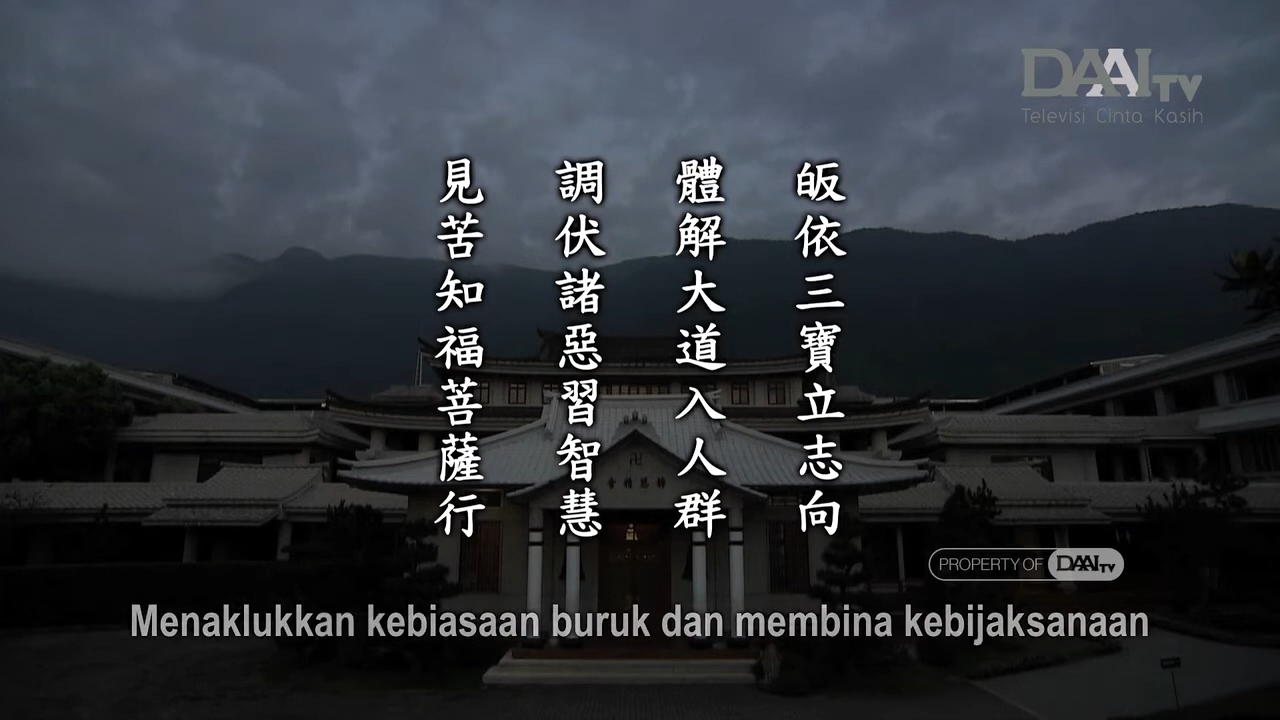 DAAI TV
Televisi Cinta Kasih
皈依三寶立志向
體解大道入人群
調伏諸惡習智慧
見苦知福菩薩行
PROPERTY OF DAAI TV
Menaklukkan kebiasaan buruk dan membina kebijaksanaan